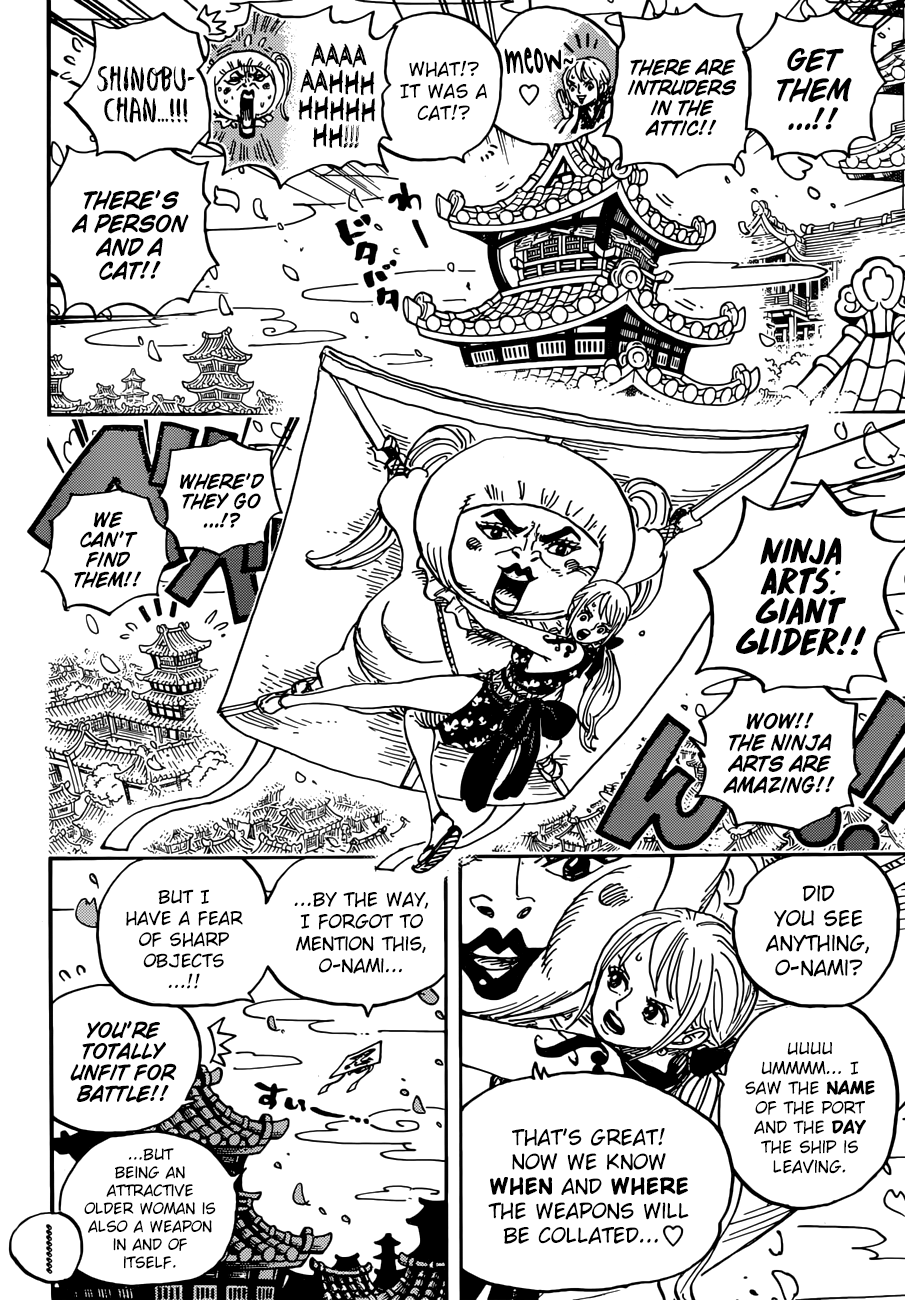 GET
THEM
...!!
THERE ARE
INTRUDERS
IN THE
ATTIC!!
meow~
♡
WHAT!?
IT WAS A
CAT!?
AAAA
AAHHH
HHHHH
HH!!!
SHINOBU-
CHAN...!!!
THERE'S
A PERSON
AND A
CAT!!
わー
ドタ
バタ
NINJA
ARTS:
GIANT
GLIDER!!
WOW!!
THE NINJA
ARTS ARE
AMAZING!!
WHERE'D
THEY GO
...!?
WE
CAN'T
FIND
THEM!!
DID
YOU SEE
ANYTHING,
O-NAMI?
UUUU
UMMMM... I
SAW THE NAME
OF THE PORT
AND THE DAY
THE SHIP IS
LEAVING.
THAT'S GREAT!
NOW WE KNOW
WHEN AND WHERE
THE WEAPONS WILL
BE COLLATED...♡
...BY THE WAY,
I FORGOT TO
MENTION THIS,
O-NAMI...
BUT I
HAVE A FEAR
OF SHARP
OBJECTS
...!!
YOU'RE
TOTALLY
UNFIT FOR
BATTLE!!
すぃー…
...BUT
BEING AN
ATTRACTIVE
OLDER WOMAN IS
ALSO A WEAPON
IN AND OF
ITSELF.
..........